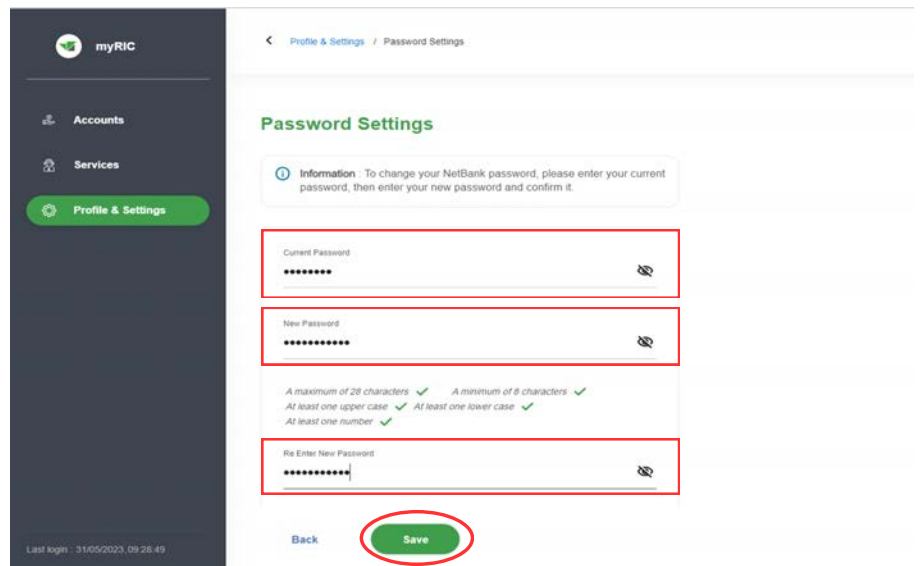 myRIC
Profile & Settings / Password Settings
Accounts
Services
Profile & Settings
Password Settings
Information : To change your NetBank password, please enter your current
password, then enter your new password and confirm it.
Current Password
••••••••
New Password
•••••••••••
A maximum of 28 characters ✓ A minimum of 8 characters ✓
At least one upper case ✓ At least one lower case ✓
At least one number ✓
Re Enter New Password
•••••••••••
Back Save
Last login : 31/05/2023, 09:28:49